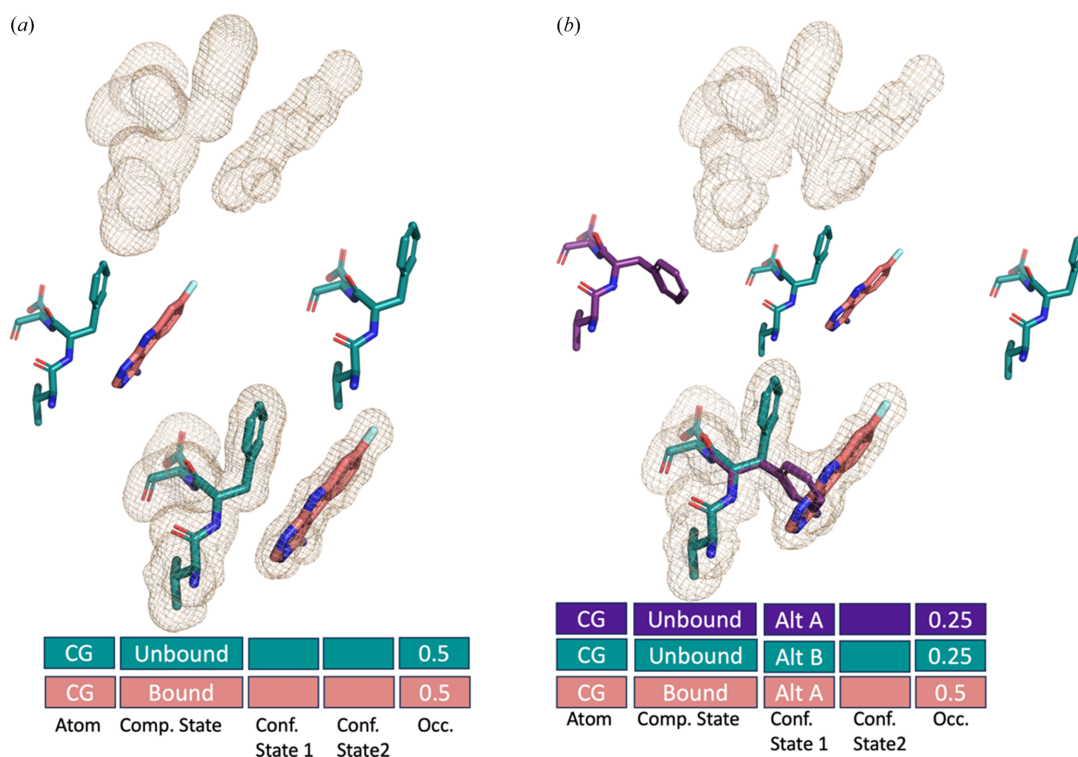 (a)
(b)
CG Unbound 0.5
CG Bound 0.5
Atom Comp. State Conf. State 1 Conf. State2 Occ.
CG Unbound Alt A 0.25
CG Unbound Alt B 0.25
CG Bound Alt A 0.5
Atom Comp. State Conf. State 1 Conf. State2 Occ.